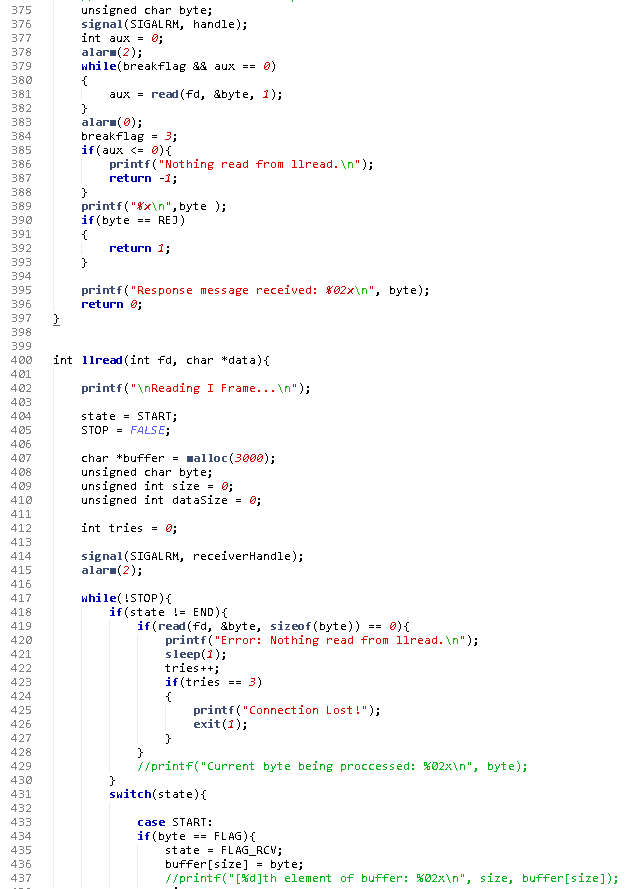 375 unsigned char byte;
376 signal(SIGALRM, handle);
377 int aux = 0;
378 alarm(2);
379 while(breakflag && aux == 0)
380 {
381 aux = read(fd, &byte, 1);
382 }
383 alarm(0);
384 breakflag = 3;
385 if(aux <= 0){
386 printf("Nothing read from llread.\n");
387 return -1;
388 }
389 printf("%x\n",byte );
390 if(byte == REJ)
391 {
392 return 1;
393 }
394
395 printf("Response message received: %02x\n", byte);
396 return 0;
397 }
398
399
400 int llread(int fd, char *data){
401
402 printf("\nReading I Frame...\n");
403
404 state = START;
405 STOP = FALSE;
406
407 char *buffer = malloc(3000);
408 unsigned char byte;
409 unsigned int size = 0;
410 unsigned int dataSize = 0;
411
412 int tries = 0;
413
414 signal(SIGALRM, receiverHandle);
415 alarm(2);
416
417 while(!STOP){
418 if(state != END){
419 if(read(fd, &byte, sizeof(byte)) == 0){
420 printf("Error: Nothing read from llread.\n");
421 sleep(1);
422 tries++;
423 if(tries == 3)
424 {
425 printf("Connection Lost!");
426 exit(1);
427 }
428 }
429 //printf("Current byte being proccessed: %02x\n", byte);
430 }
431 switch(state){
432
433 case START:
434 if(byte == FLAG){
435 state = FLAG_RCV;
436 buffer[size] = byte;
437 //printf("[%d]th element of buffer: %02x\n", size, buffer[size]);